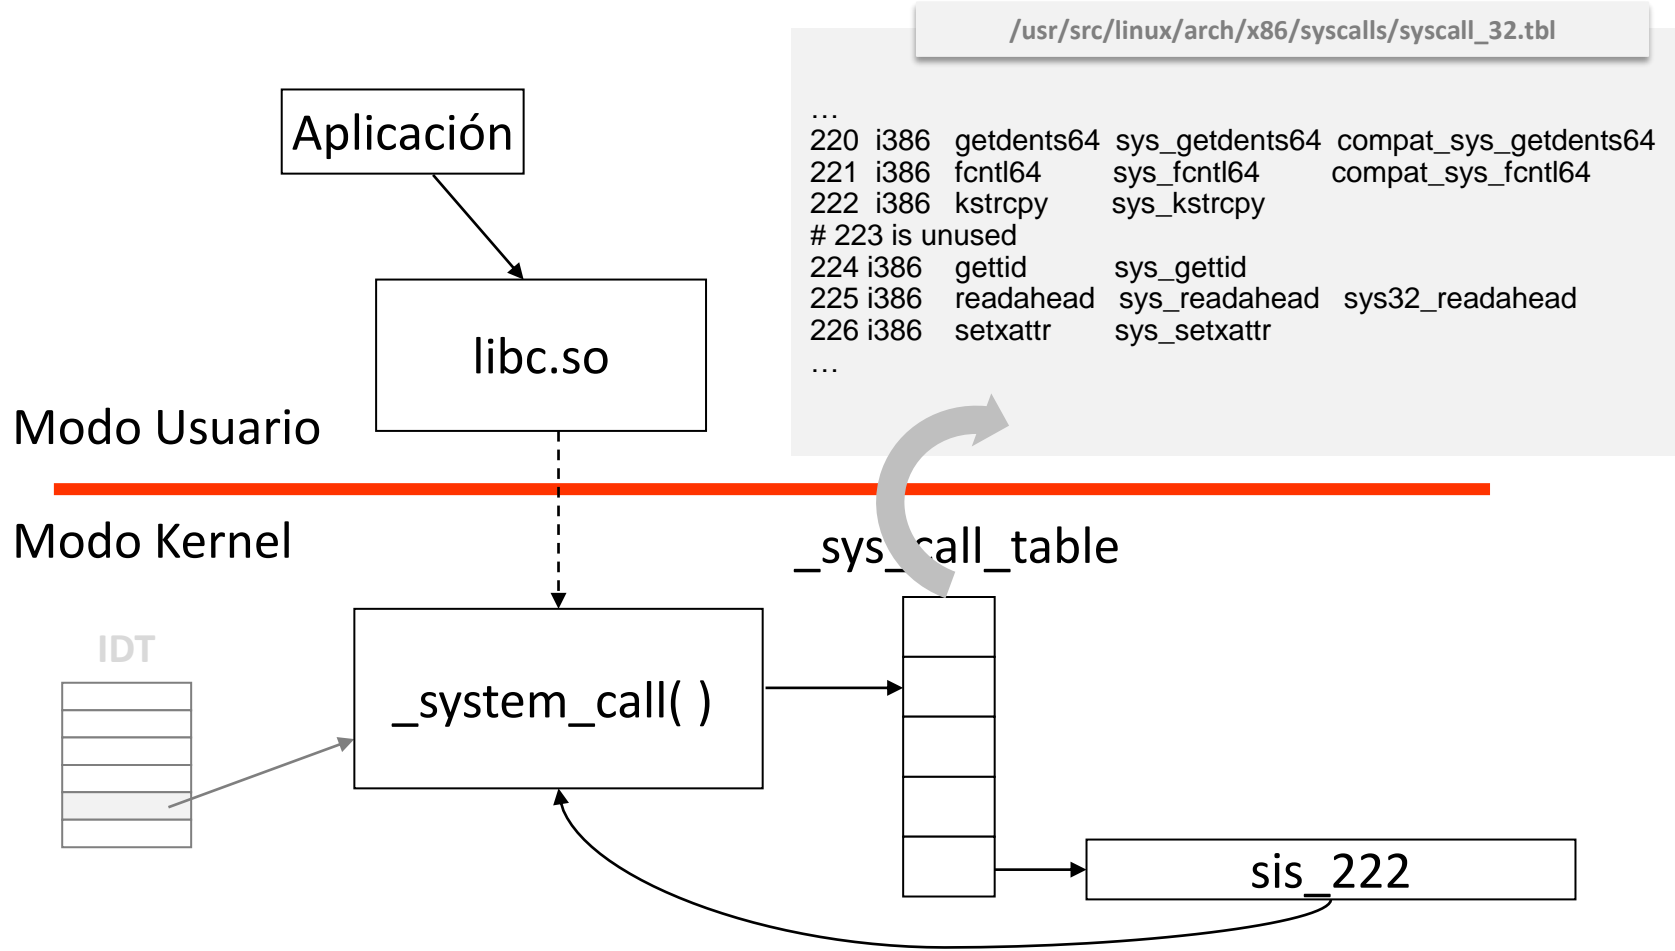 /usr/src/linux/arch/x86/syscalls/syscall_32.tbl
…
220 i386 getdents64 sys_getdents64 compat_sys_getdents64
221 i386 fcntl64 sys_fcntl64 compat_sys_fcntl64
222 i386 kstrcpy sys_kstrcpy
# 223 is unused
224 i386 gettid sys_gettid
225 i386 readahead sys_readahead sys32_readahead
226 i386 setxattr sys_setxattr
…
Aplicación
libc.so
Modo Usuario
Modo Kernel
_sys_call_table
IDT
_system_call( )
sis_222